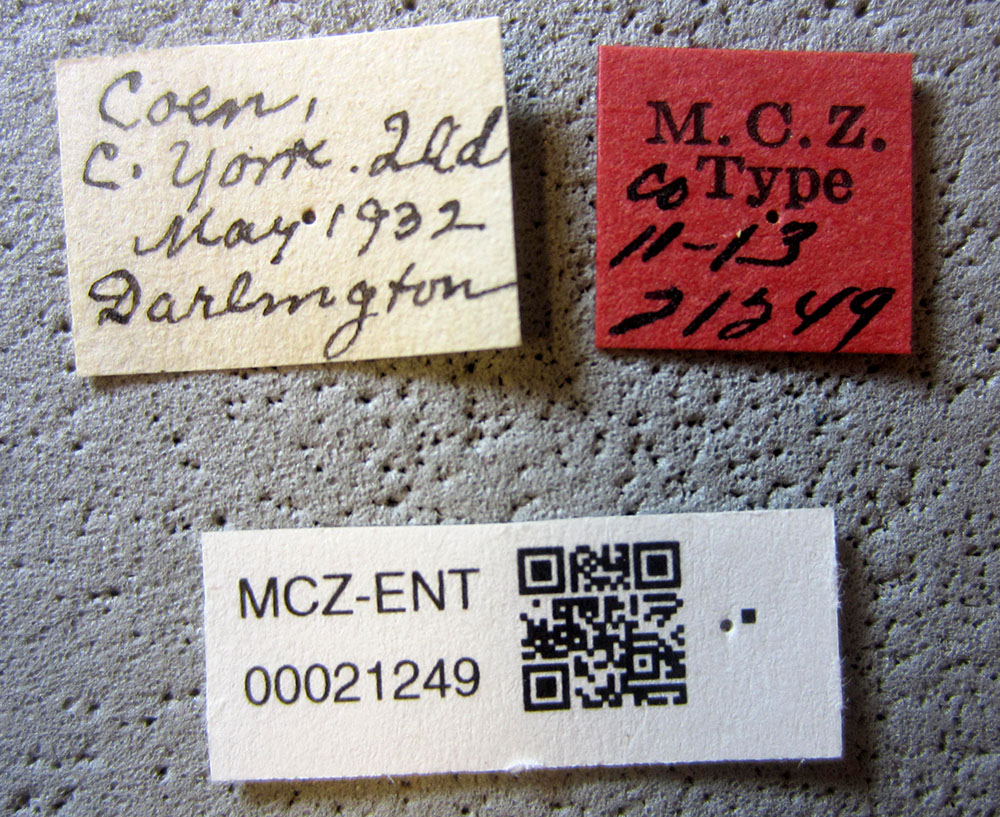 Coen,
C. York. Qld
May 1932
Darlington
M. C. Z.
Co Type
11-13
21249
MCZ-ENT
00021249